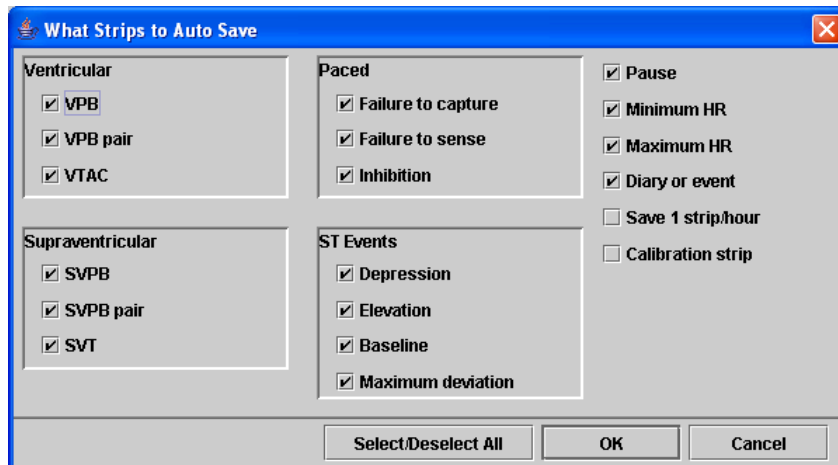 What Strips to Auto Save
Ventricular
VPB
VPB pair
VTAC
Supraventricular
SVPB
SVPB pair
SVT
Paced
Failure to capture
Failure to sense
Inhibition
ST Events
Depression
Elevation
Baseline
Maximum deviation
Pause
Minimum HR
Maximum HR
Diary or event
Save 1 strip/hour
Calibration strip
Select/Deselect All
OK
Cancel